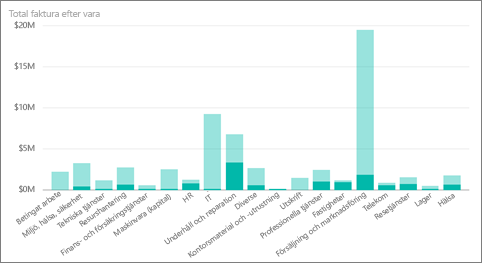 Total faktura efter vara
$20M
$15M
$10M
$5M
$0M
Betingat arbete
Miljö, hälsa, säkerhet
Tekniska tjänster
Resurshantering
Finans- och försäkringstjänster
Maskinvara (kapital)
HR
IT
Underhåll och reparation
Diverse
Kontorsmaterial och -utrustning
Utskrift
Professionella tjänster
Fastigheter
Försäljning och marknadsföring
Telekom
Resetjänster
Lager
Hälsa